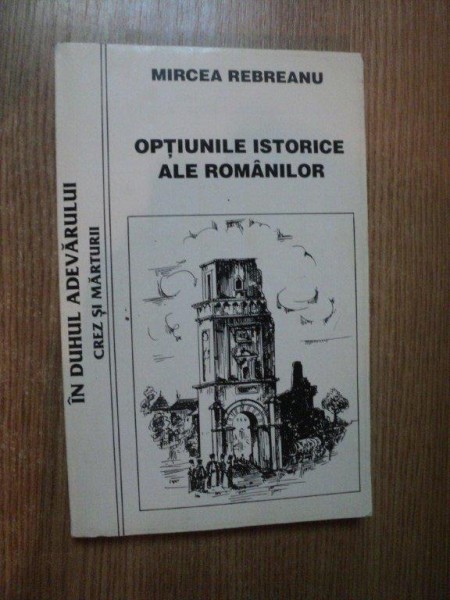 MIRCEA REBREANU
OPȚIUNILE ISTORICE
ALE ROMÂNILOR
ÎN DUHUL ADEVĂRULUI
CREZ ȘI MĂRTURII